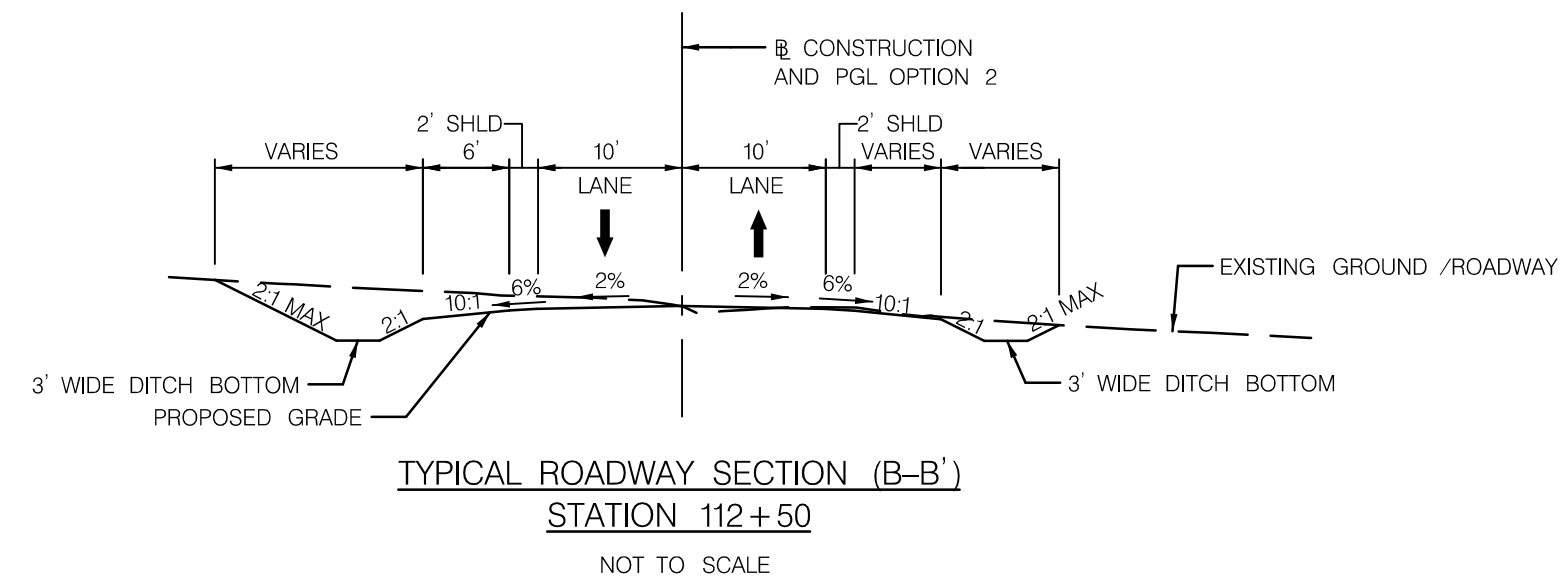 ℄ CONSTRUCTION
AND PGL OPTION 2
2' SHLD
2' SHLD
VARIES
6'
10'
10'
VARIES
VARIES
LANE
LANE
2:1 MAX
2:1
10:1
6%
2%
2%
6%
10:1
2:1
2:1 MAX
EXISTING GROUND /ROADWAY
3' WIDE DITCH BOTTOM
3' WIDE DITCH BOTTOM
PROPOSED GRADE
TYPICAL ROADWAY SECTION (B–B')
STATION 112+50
NOT TO SCALE